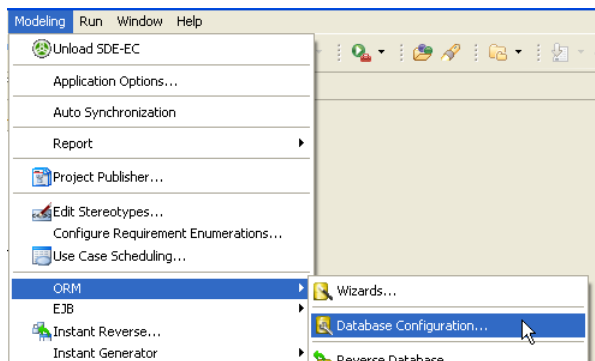 Modeling Run Window Help
Unload SDE-EC
Application Options...
Auto Synchronization
Report
Project Publisher...
Edit Stereotypes...
Configure Requirement Enumerations...
Use Case Scheduling...
ORM
Wizards...
EJB
Database Configuration...
Instant Reverse...
Instant Generator
Reverse Database